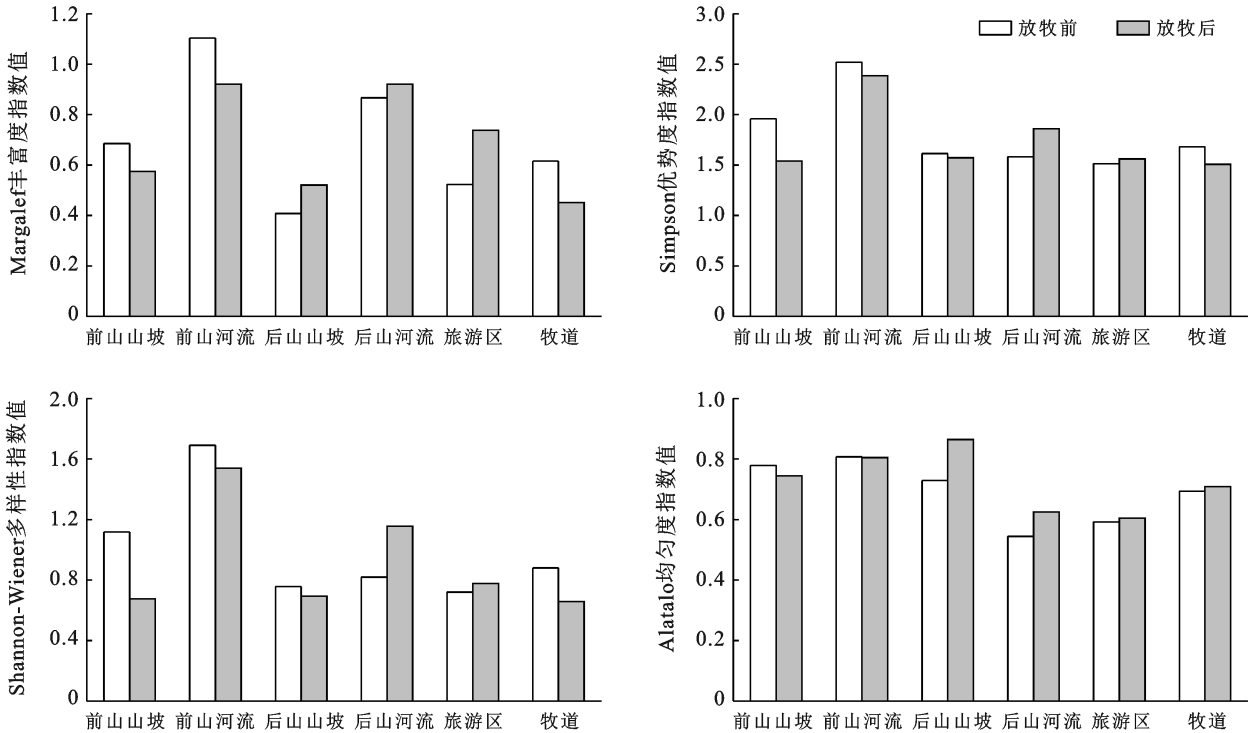 Margalef丰富度指数值
1.2
1.0
0.8
0.6
0.4
0.2
0
前山山坡 前山河流 后山山坡 后山河流 旅游区 牧道
Simpson优势度指数值
3.0
2.5
2.0
1.5
1.0
0.5
0
放牧前 放牧后
前山山坡 前山河流 后山山坡 后山河流 旅游区 牧道
Shannon-Wiener多样性指数值
2.0
1.6
1.2
0.8
0.4
0
前山山坡 前山河流 后山山坡 后山河流 旅游区 牧道
Alatalo均匀度指数值
1.0
0.8
0.6
0.4
0.2
0
前山山坡 前山河流 后山山坡 后山河流 旅游区 牧道